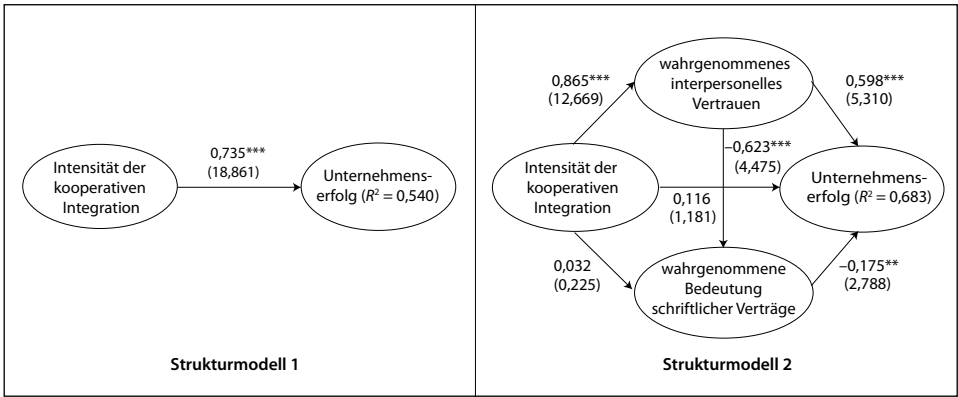 0,735***
(18,861)
Intensität der
kooperativen
Integration
Unternehmens-
erfolg (R² = 0,540)
Strukturmodell 1
wahrgenommenes
interpersonelles
Vertrauen
0,865***
(12,669)
0,598***
(5,310)
–0,623***
(4,475)
Intensität der
kooperativen
Integration
Unternehmens-
erfolg (R² = 0,683)
0,116
(1,181)
0,032
(0,225)
wahrgenommene
Bedeutung
schriftlicher Verträge
–0,175**
(2,788)
Strukturmodell 2